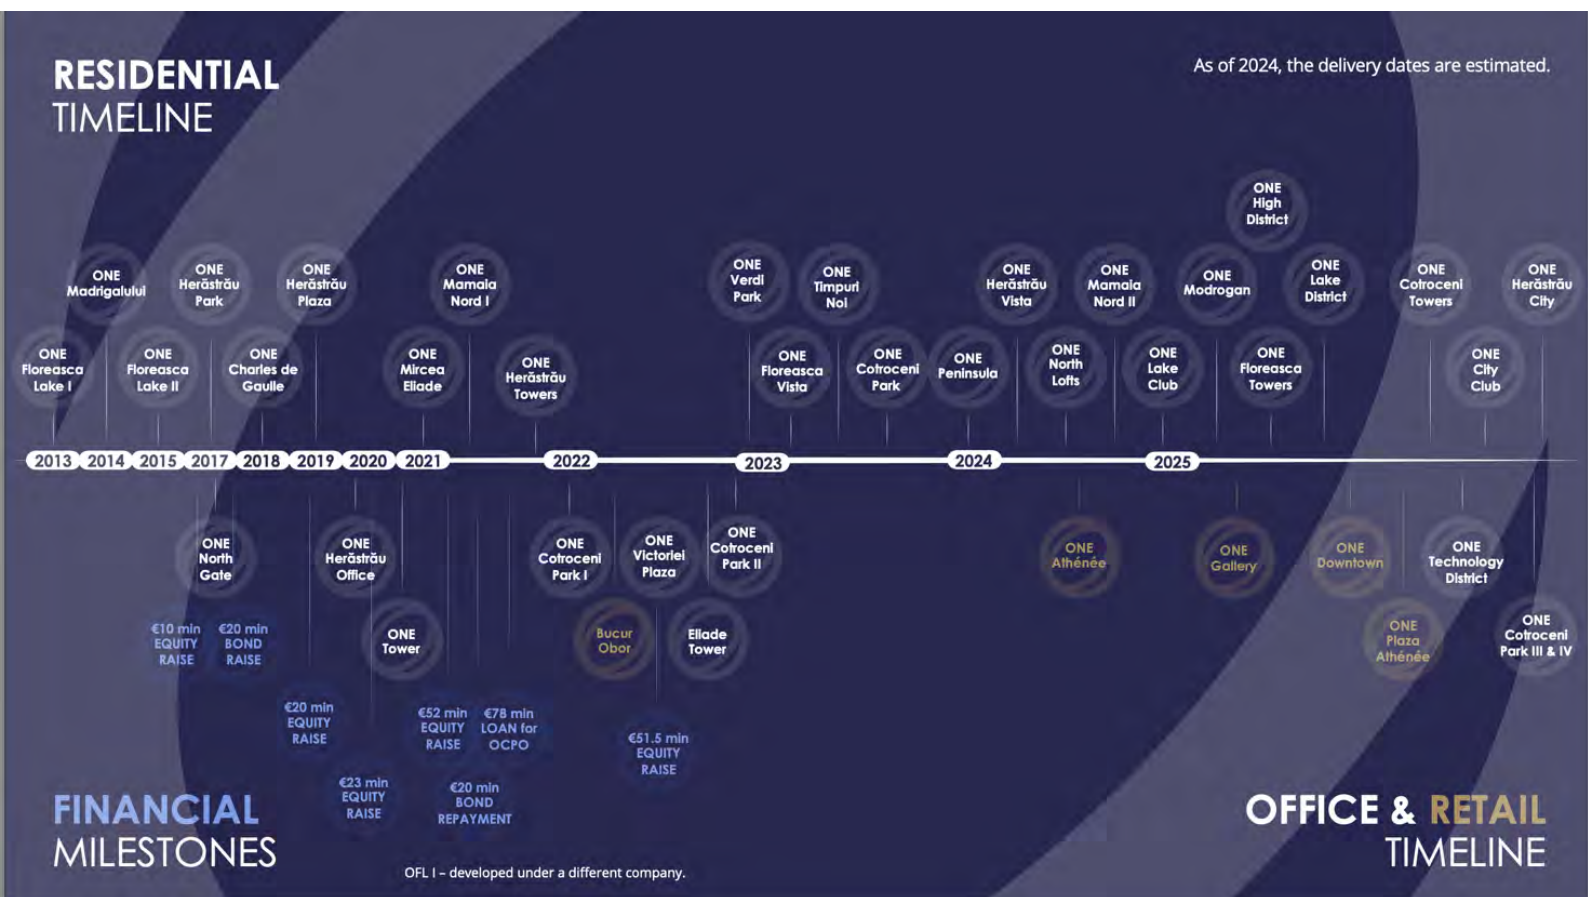 RESIDENTIAL
TIMELINE
As of 2024, the delivery dates are estimated.
ONE
High
District
ONE
Madrigalului
ONE
Herăstrău
Park
ONE
Herăstrău
Plaza
ONE
Mamaia
Nord I
ONE
Verdi
Park
ONE
Timpuri
Noi
ONE
Herăstrău
Vista
ONE
Mamaia
Nord II
ONE
Modrogan
ONE
Lake
District
ONE
Cotroceni
Towers
ONE
Herăstrău
City
ONE
Floreasca
Lake I
ONE
Floreasca
Lake II
ONE
Charles de
Gaulle
ONE
Mircea
Eliade
ONE
Herăstrău
Towers
ONE
Floreasca
Vista
ONE
Cotroceni
Park
ONE
Peninsula
ONE
North
Lofts
ONE
Lake
Club
ONE
Floreasca
Towers
ONE
City
Club
2013 2014 2015 2017 2018 2019 2020 2021 2022 2023 2024 2025
ONE
North
Gate
ONE
Herăstrău
Office
ONE
Cotroceni
Park I
ONE
Victoriei
Plaza
ONE
Cotroceni
Park II
ONE
Athénée
ONE
Gallery
ONE
Downtown
ONE
Technology
District
€10 mln
EQUITY
RAISE
€20 mln
BOND
RAISE
ONE
Tower
Bucur
Obor
Eliade
Tower
ONE
Plaza
Athénée
ONE
Cotroceni
Park III & IV
€20 mln
EQUITY
RAISE
€52 mln
EQUITY
RAISE
€78 mln
LOAN for
OCPO
€51.5 mln
EQUITY
RAISE
€23 mln
EQUITY
RAISE
€20 mln
BOND
REPAYMENT
FINANCIAL
MILESTONES
OFFICE & RETAIL
TIMELINE
OFL I – developed under a different company.